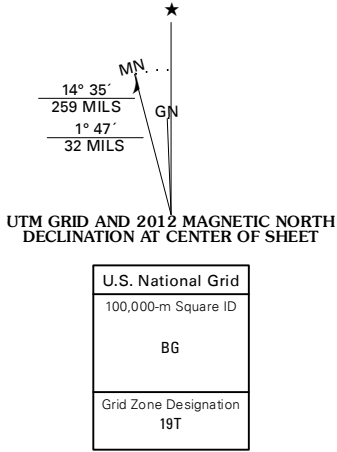 ★
MN
14° 35´
259 MILS
GN
1° 47´
32 MILS
UTM GRID AND 2012 MAGNETIC NORTH
DECLINATION AT CENTER OF SHEET
U.S. National Grid
100,000-m Square ID
BG
Grid Zone Designation
19T